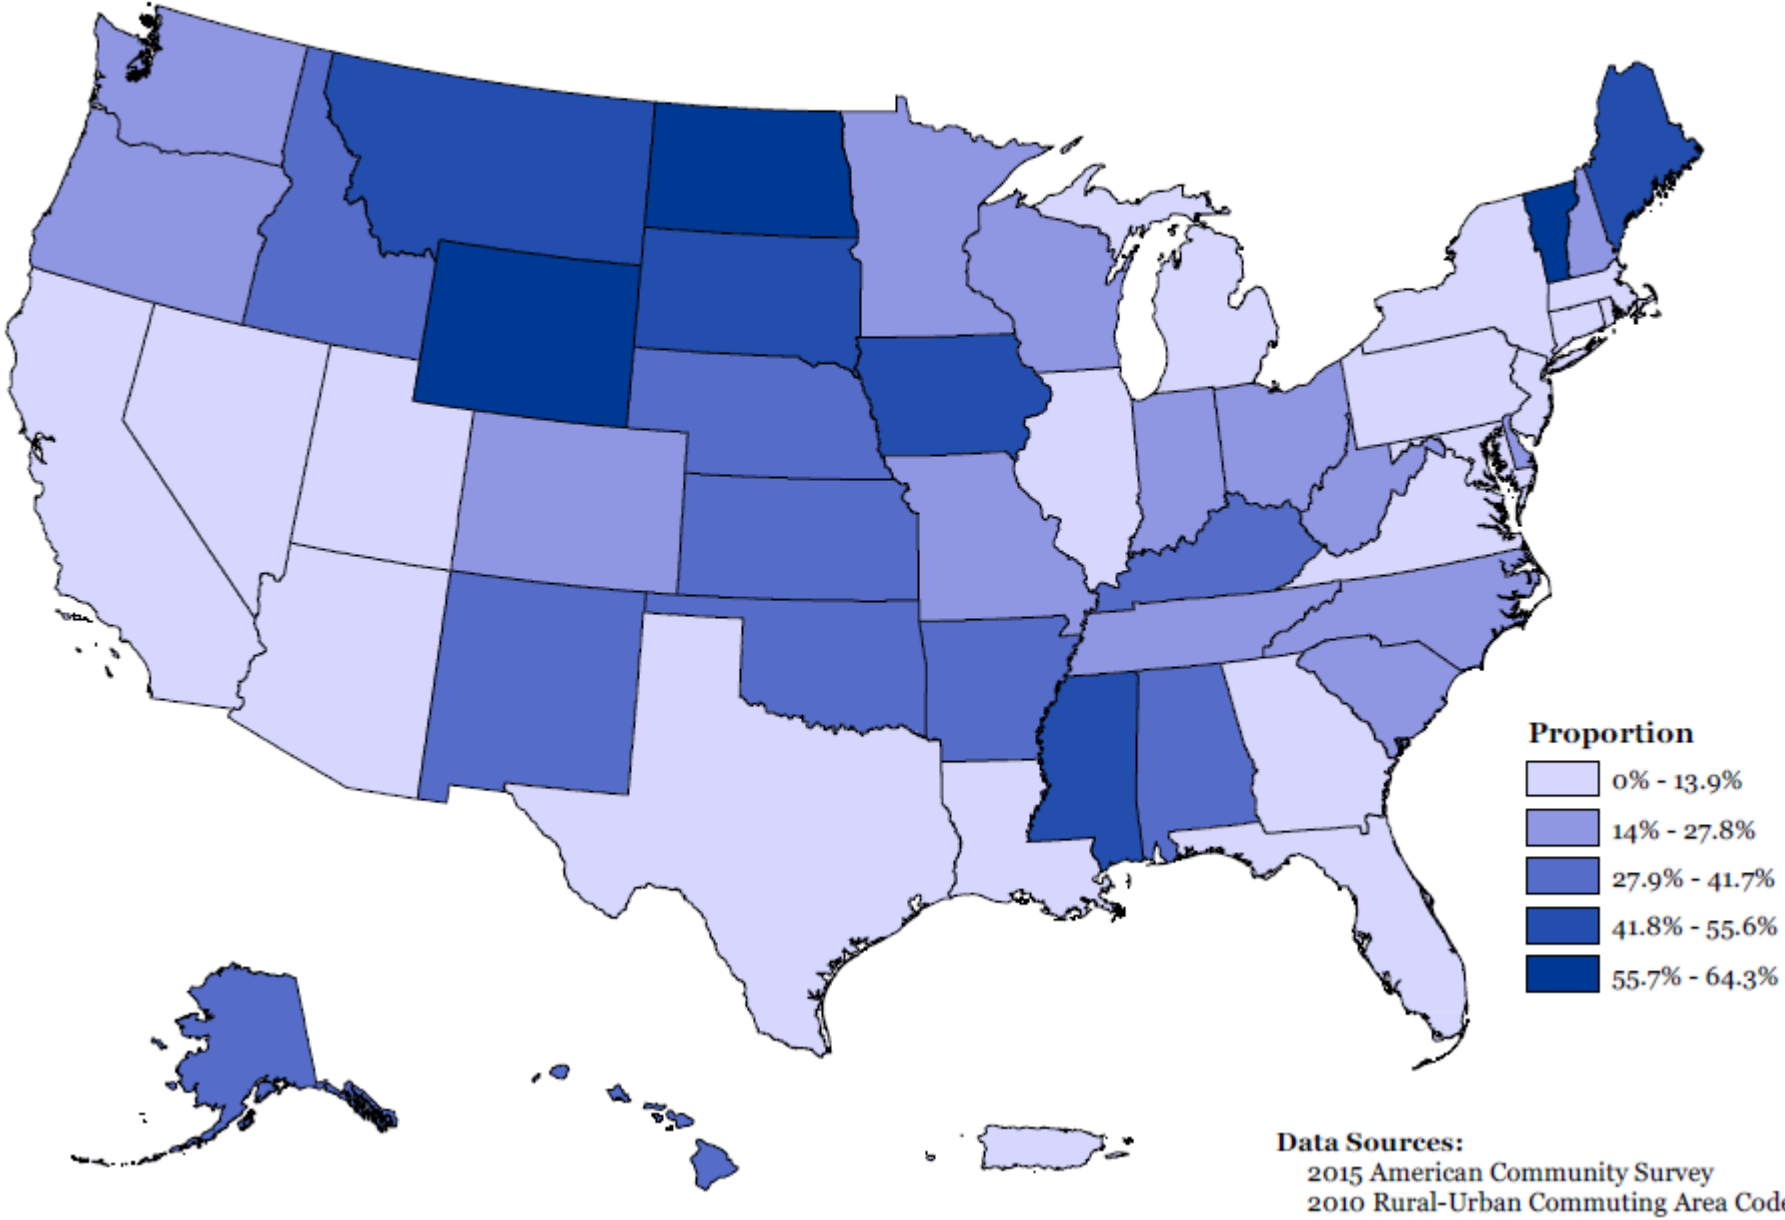 Proportion
0% - 13.9%
14% - 27.8%
27.9% - 41.7%
41.8% - 55.6%
55.7% - 64.3%
Data Sources:
2015 American Community Survey
2010 Rural-Urban Commuting Area Code